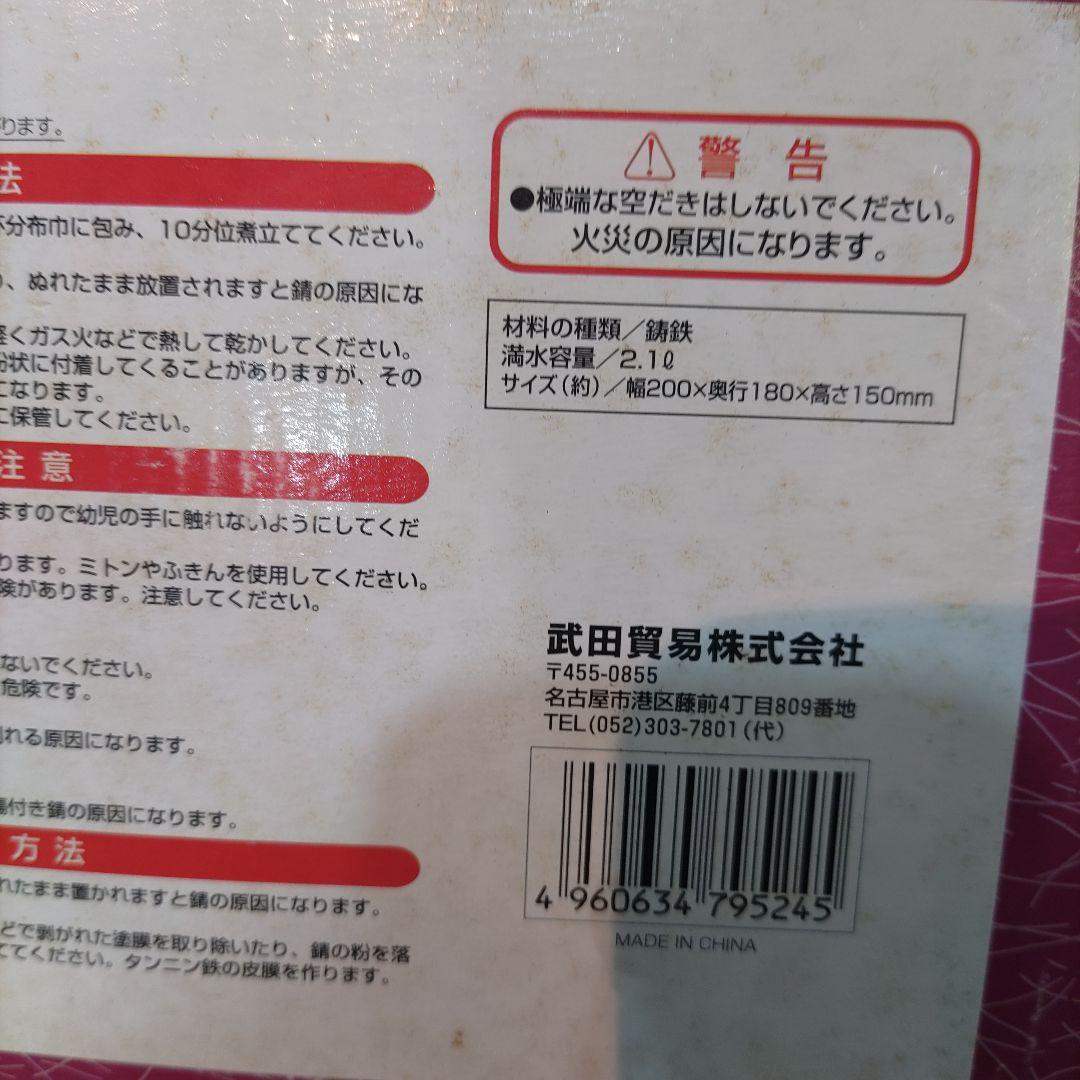 ります。
法
布巾に包み、10分位煮立ててください。
、ぬれたまま放置されますと錆の原因にな
くガス火などで熱して乾かしてください。
状に付着してくることがありますが、その
になります。
に保管してください。
注意
ますので幼児の手に触れないようにしてくだ
ります。ミトンやふきんを使用してください。
険があります。注意してください。
ないでください。
危険です。
れる原因になります。
付き錆の原因になります。
方法
れたまま置かれますと錆の原因になります。
どで剥がれた塗膜を取り除いたり、錆の粉を落
てください。タンニン鉄の皮膜を作ります。
警告
●極端な空だきはしないでください。
火災の原因になります。
材料の種類／鋳鉄
満水容量／2.1ℓ
サイズ(約)／幅200×奥行180×高さ150mm
武田貿易株式会社
〒455-0855
名古屋市港区藤前4丁目809番地
TEL(052)303-7801(代)
4 960634 795245
MADE IN CHINA